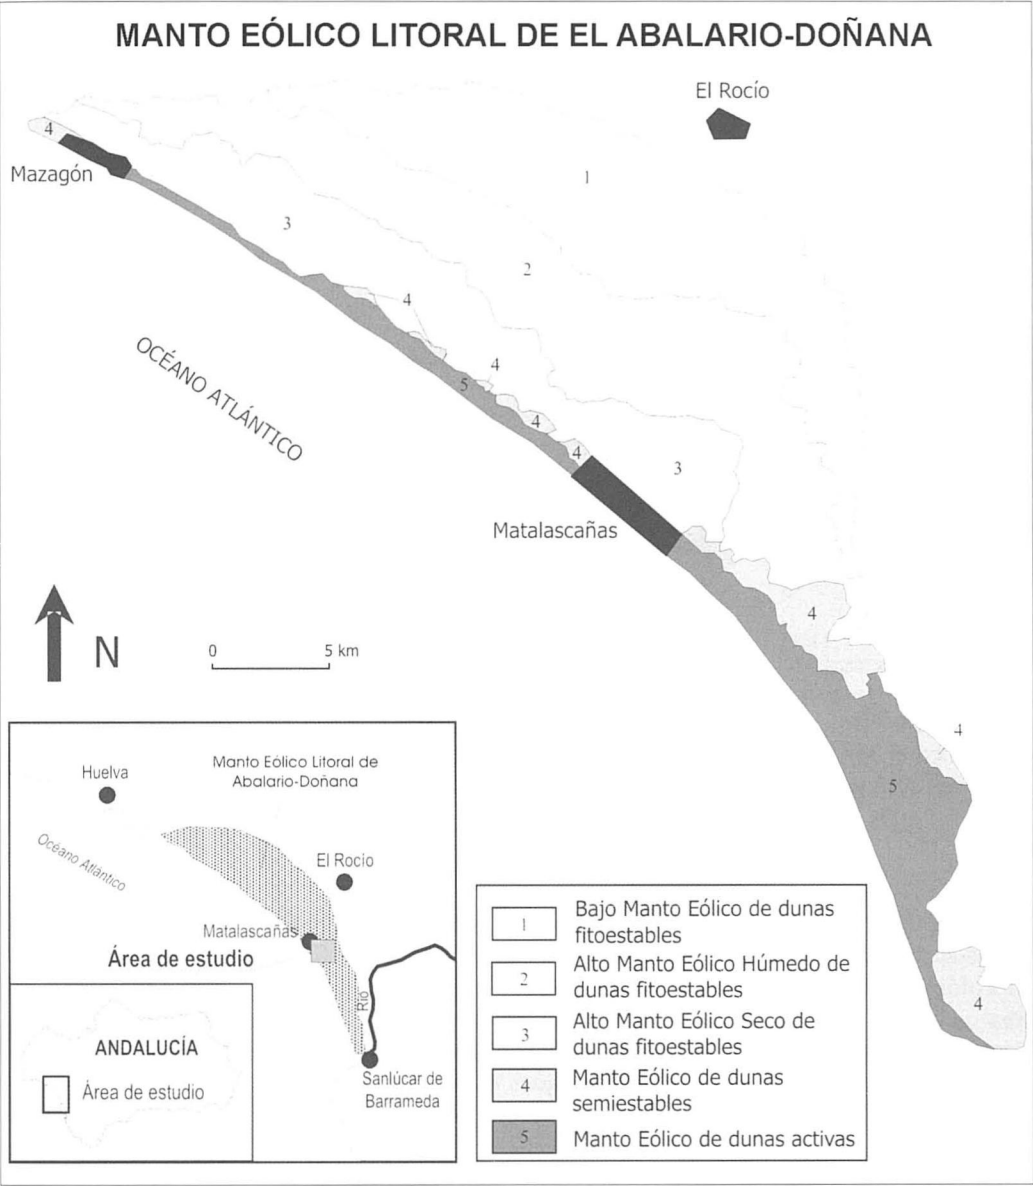 MANTO EÓLICO LITORAL DE EL ABALARIO-DOÑANA
El Rocío
4
Mazagón
1
3
2
4
OCÉANO ATLÁNTICO
4
5
4
4
3
Matalascañas
4
N
0 5 km
4
5
4
Huelva
Manto Eólico Litoral de
Abalario-Doñana
Océano Atlántico
El Rocío
Matalascañas
Área de estudio
Río
Sanlúcar de
Barrameda
ANDALUCÍA
Área de estudio
1 Bajo Manto Eólico de dunas
fitoestables
2 Alto Manto Eólico Húmedo de
dunas fitoestables
3 Alto Manto Eólico Seco de
dunas fitoestables
4 Manto Eólico de dunas
semiestables
5 Manto Eólico de dunas activas